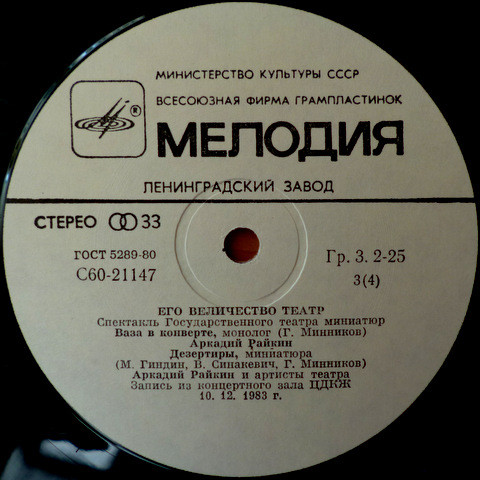 МИНИСТЕРСТВО КУЛЬТУРЫ СССР
ВСЕСОЮЗНАЯ ФИРМА ГРАМПЛАСТИНОК
®
МЕЛОДИЯ
ЛЕНИНГРАДСКИЙ ЗАВОД
СТЕРЕО 33
ГОСТ 5289-80
Гр. 3. 2-25
С60-21147
3(4)
ЕГО ВЕЛИЧЕСТВО ТЕАТР
Спектакль Государственного театра миниатюр
Ваза в конверте, монолог (Г. Минников)
Аркадий Райкин
Дезертиры, миниатюра
(М. Гиндин, В. Синакевич, Г. Минников)
Аркадий Райкин и артисты театра
Запись из концертного зала ЦДКЖ
10. 12. 1983 г.